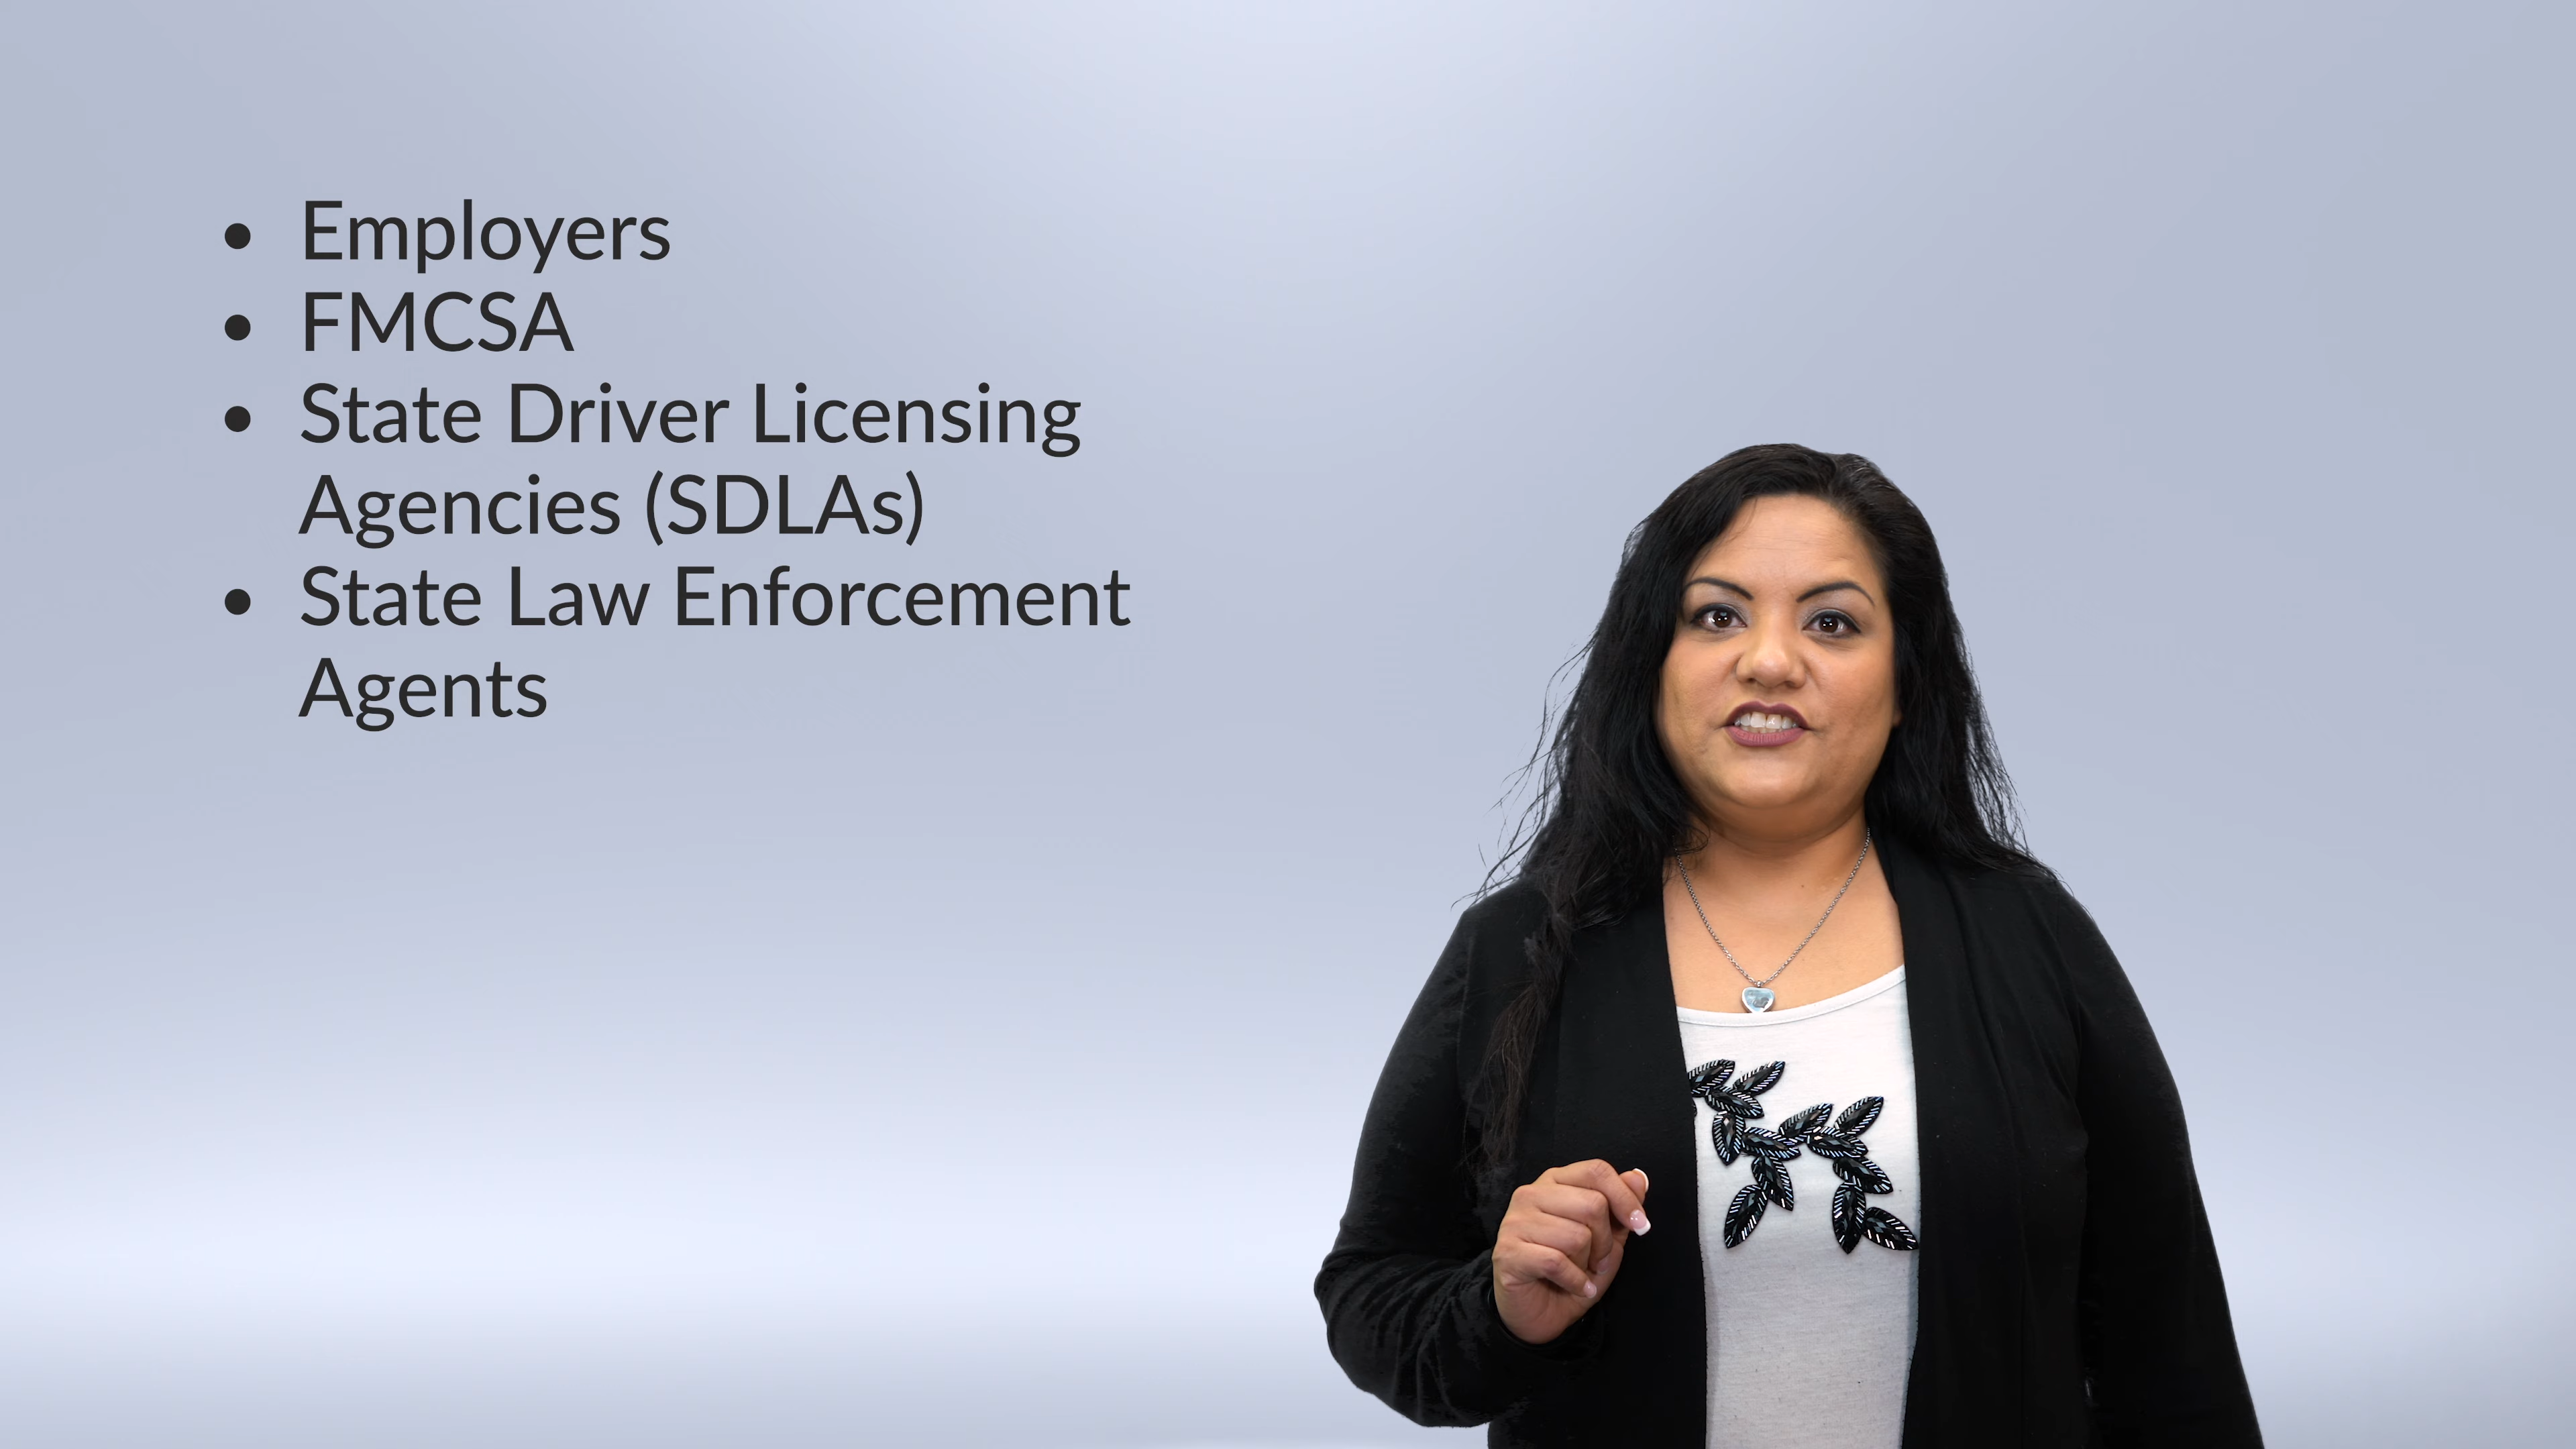 • Employers
• FMCSA
• State Driver Licensing
Agencies (SDLAs)
• State Law Enforcement
Agents